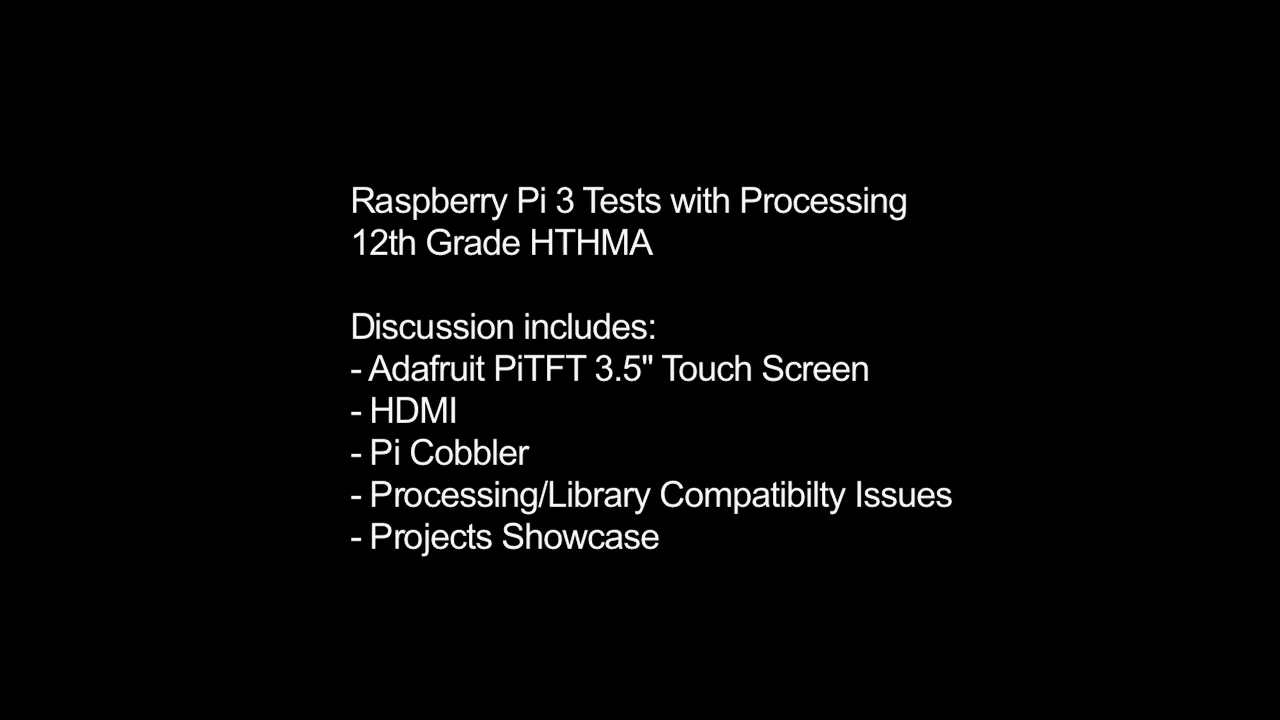 Raspberry Pi 3 Tests with Processing
12th Grade HTHMA
Discussion includes:
- Adafruit PiTFT 3.5" Touch Screen
- HDMI
- Pi Cobbler
- Processing/Library Compatibilty Issues
- Projects Showcase